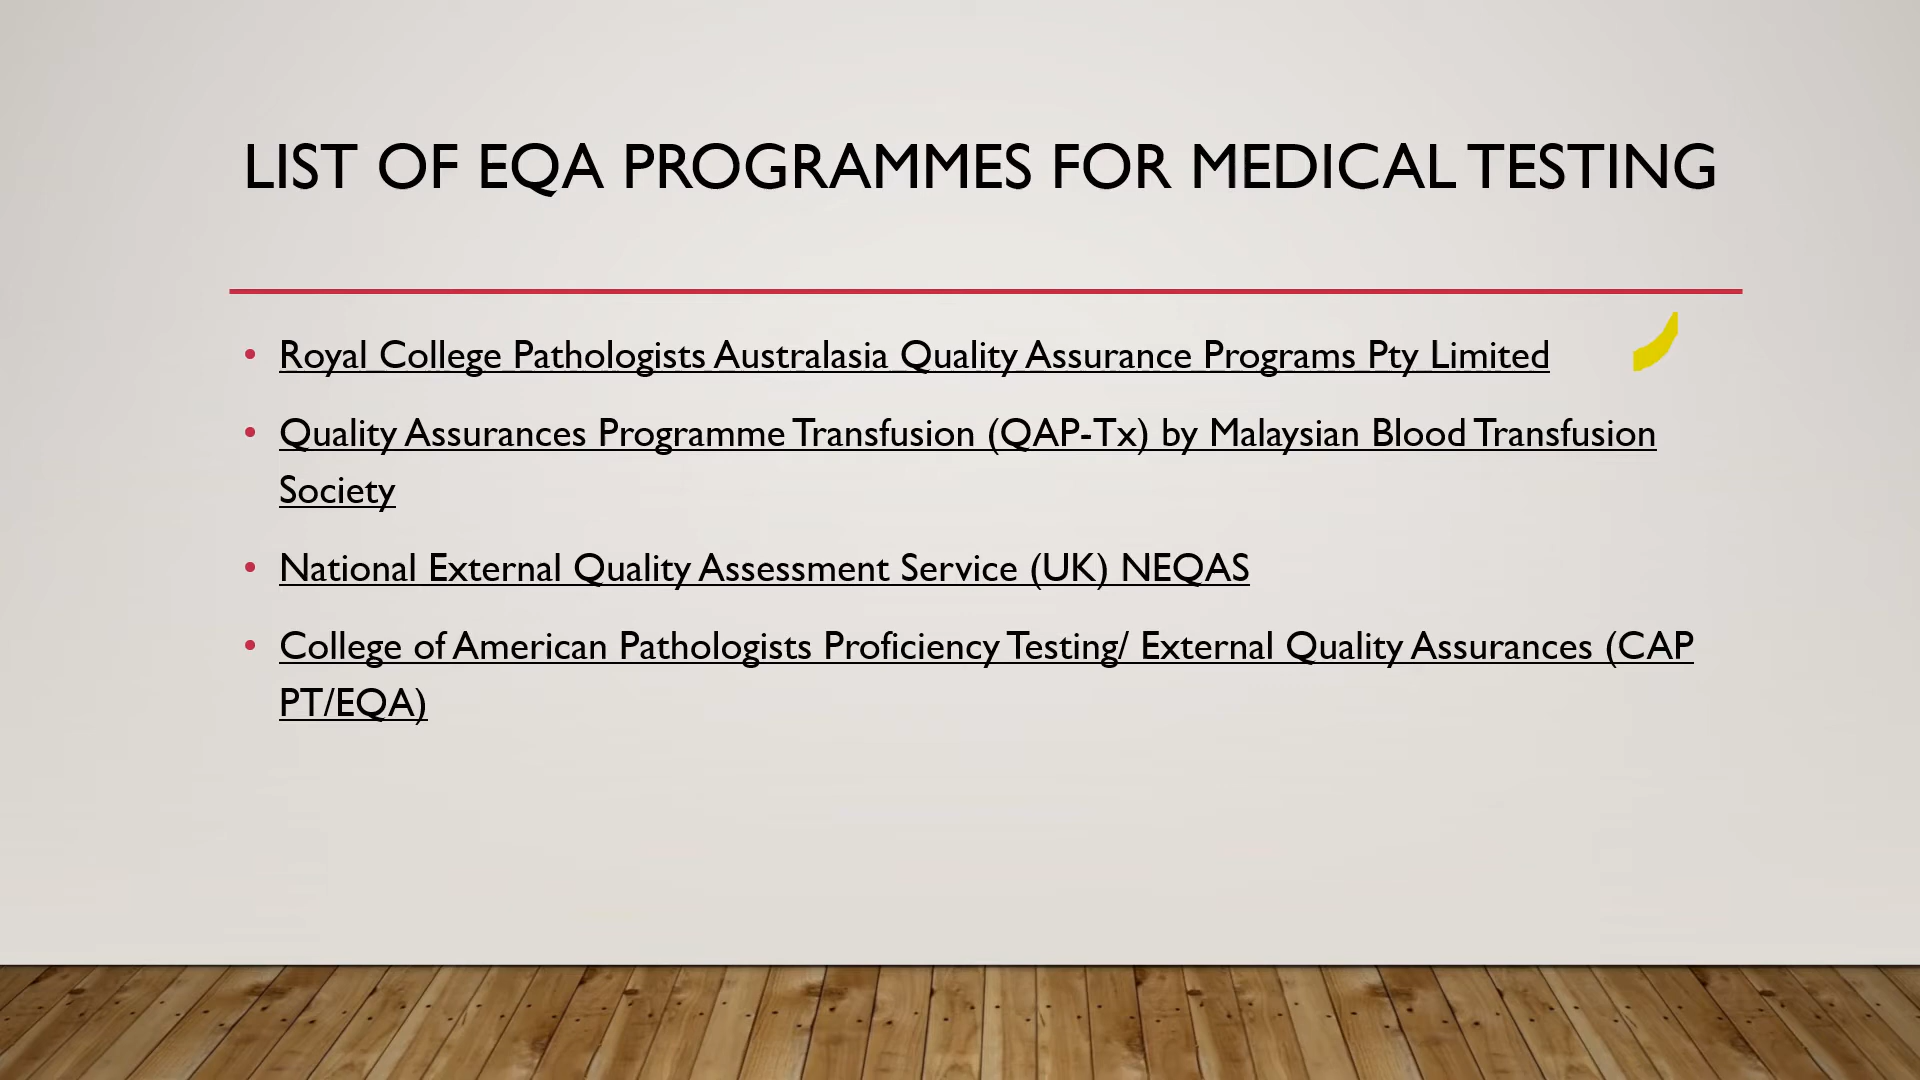 LIST OF EQA PROGRAMMES FOR MEDICAL TESTING
• Royal College Pathologists Australasia Quality Assurance Programs Pty Limited
• Quality Assurances Programme Transfusion (QAP-Tx) by Malaysian Blood Transfusion
Society
• National External Quality Assessment Service (UK) NEQAS
• College of American Pathologists Proficiency Testing/ External Quality Assurances (CAP
PT/EQA)